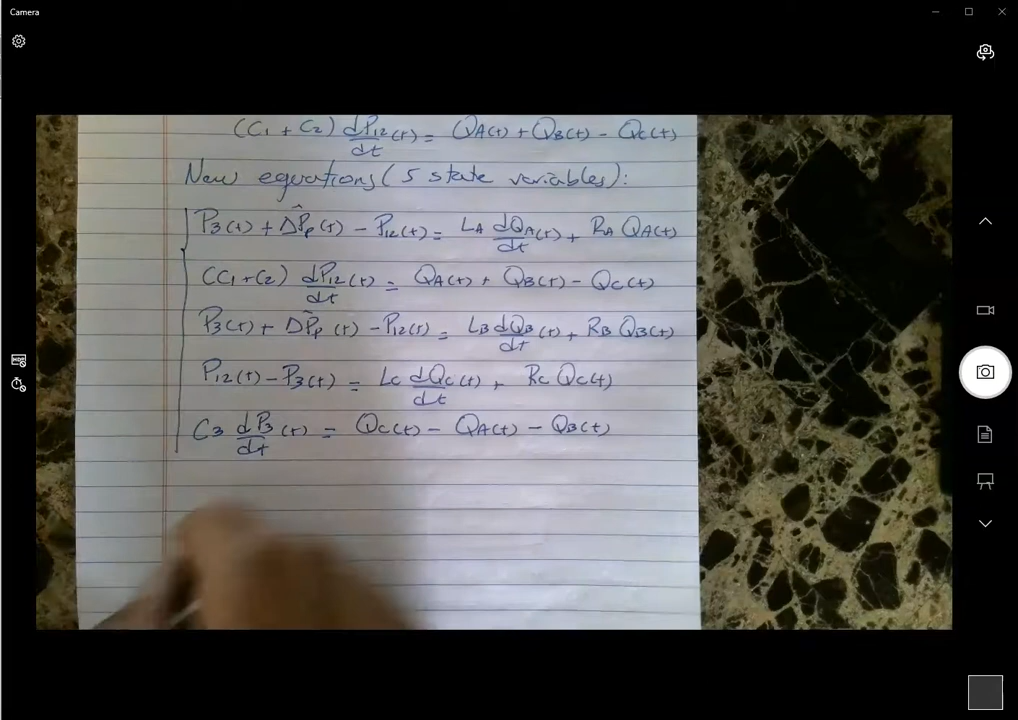 Camera
(C1 + C2) dP12(t)/dt = QA(t) + QB(t) - QC(t)
New equations (5 state variables):
P3(t) + ΔP̂p(t) - P12(t) = LA dQA(t)/dt + RA QA(t)
(C1+C2) dP12(t)/dt = QA(t) + QB(t) - QC(t)
P3(t) + ΔP̂p(t) - P12(t) = LB dQB(t)/dt + RB QB(t)
P12(t) - P3(t) = LC dQC(t)/dt + RC QC(t)
C3 dP3(t)/dt = QC(t) - QA(t) - QB(t)